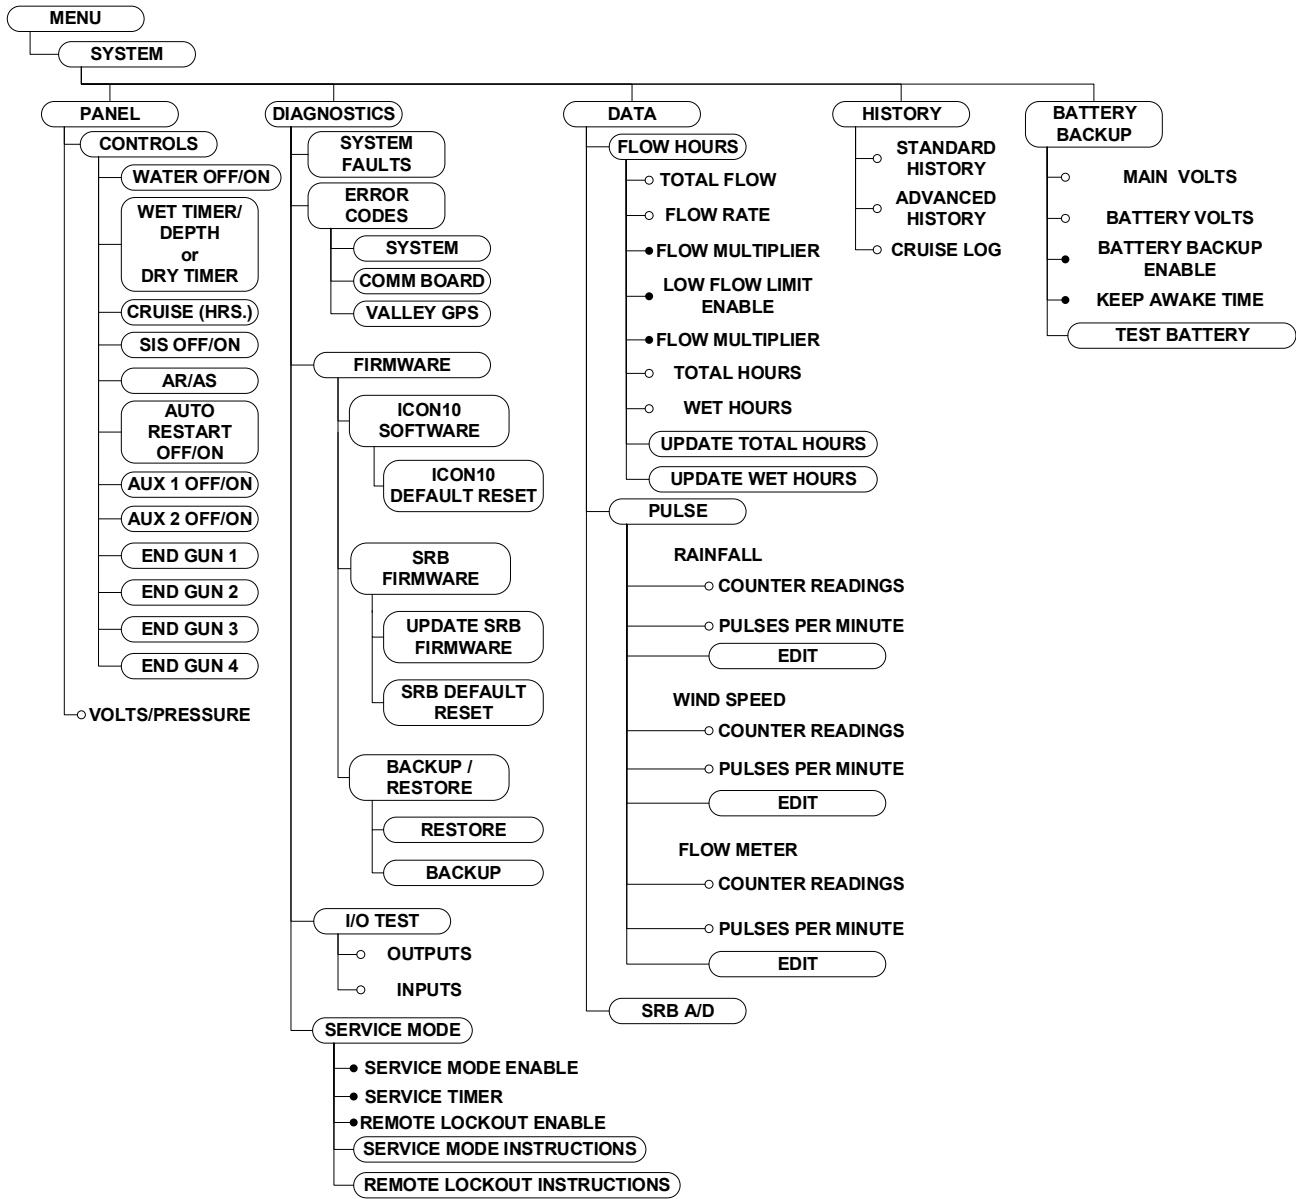 MENU
SYSTEM
PANEL
CONTROLS
WATER OFF/ON
WET TIMER/
DEPTH
or
DRY TIMER
CRUISE (HRS.)
SIS OFF/ON
AR/AS
AUTO
RESTART
OFF/ON
AUX 1 OFF/ON
AUX 2 OFF/ON
END GUN 1
END GUN 2
END GUN 3
END GUN 4
VOLTS/PRESSURE
DIAGNOSTICS
SYSTEM
FAULTS
ERROR
CODES
SYSTEM
COMM BOARD
VALLEY GPS
FIRMWARE
ICON10
SOFTWARE
ICON10
DEFAULT RESET
SRB
FIRMWARE
UPDATE SRB
FIRMWARE
SRB DEFAULT
RESET
BACKUP /
RESTORE
RESTORE
BACKUP
I/O TEST
OUTPUTS
INPUTS
SERVICE MODE
SERVICE MODE ENABLE
SERVICE TIMER
REMOTE LOCKOUT ENABLE
SERVICE MODE INSTRUCTIONS
REMOTE LOCKOUT INSTRUCTIONS
DATA
FLOW HOURS
TOTAL FLOW
FLOW RATE
FLOW MULTIPLIER
LOW FLOW LIMIT
ENABLE
FLOW MULTIPLIER
TOTAL HOURS
WET HOURS
UPDATE TOTAL HOURS
UPDATE WET HOURS
PULSE
RAINFALL
COUNTER READINGS
PULSES PER MINUTE
EDIT
WIND SPEED
COUNTER READINGS
PULSES PER MINUTE
EDIT
FLOW METER
COUNTER READINGS
PULSES PER MINUTE
EDIT
SRB A/D
HISTORY
STANDARD
HISTORY
ADVANCED
HISTORY
CRUISE LOG
BATTERY
BACKUP
MAIN VOLTS
BATTERY VOLTS
BATTERY BACKUP
ENABLE
KEEP AWAKE TIME
TEST BATTERY